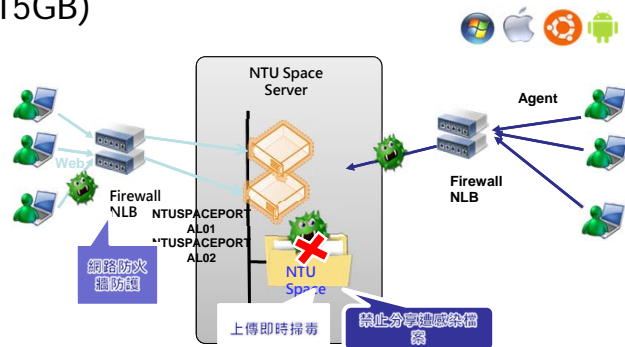 15GB)
NTU Space
Server
Agent
Web
Firewall
NLB
Firewall
NLB
NTUSPACEPORT
AL01
NTUSPACEPORT
AL02
網路防火
牆防護
NTU
Space
上傳即時掃毒
禁止分享遭感染檔
案